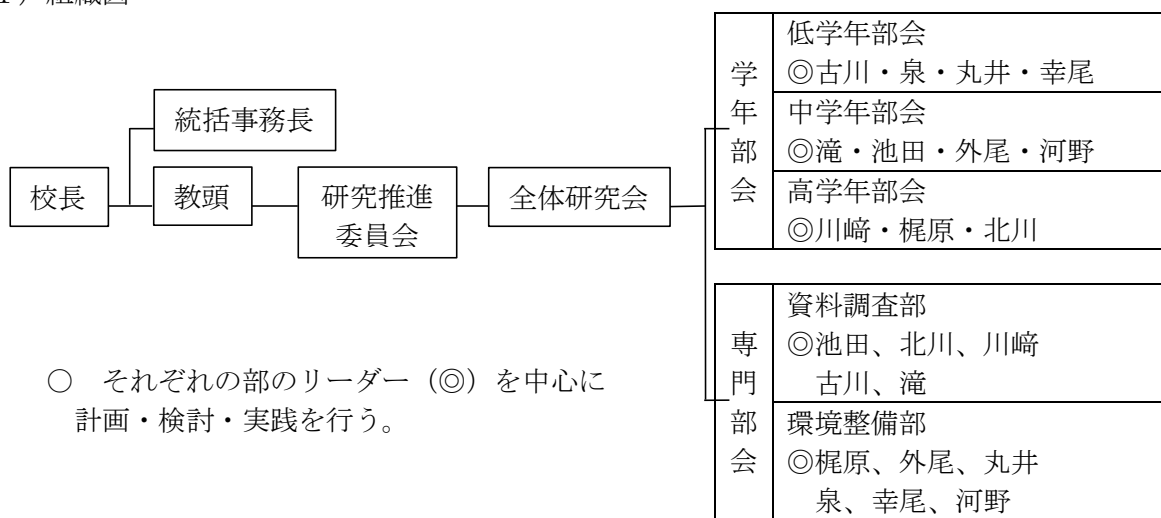 統括事務長
校長
教頭
研究推進
委員会
全体研究会
学年部会
低学年部会
◎古川・泉・丸井・幸尾
中学年部会
◎滝・池田・外尾・河野
高学年部会
◎川﨑・梶原・北川
専門部会
資料調査部
◎池田、北川、川﨑
古川、滝
環境整備部
◎梶原、外尾、丸井
泉、幸尾、河野
○ それぞれの部のリーダー(◎)を中心に
計画・検討・実践を行う。